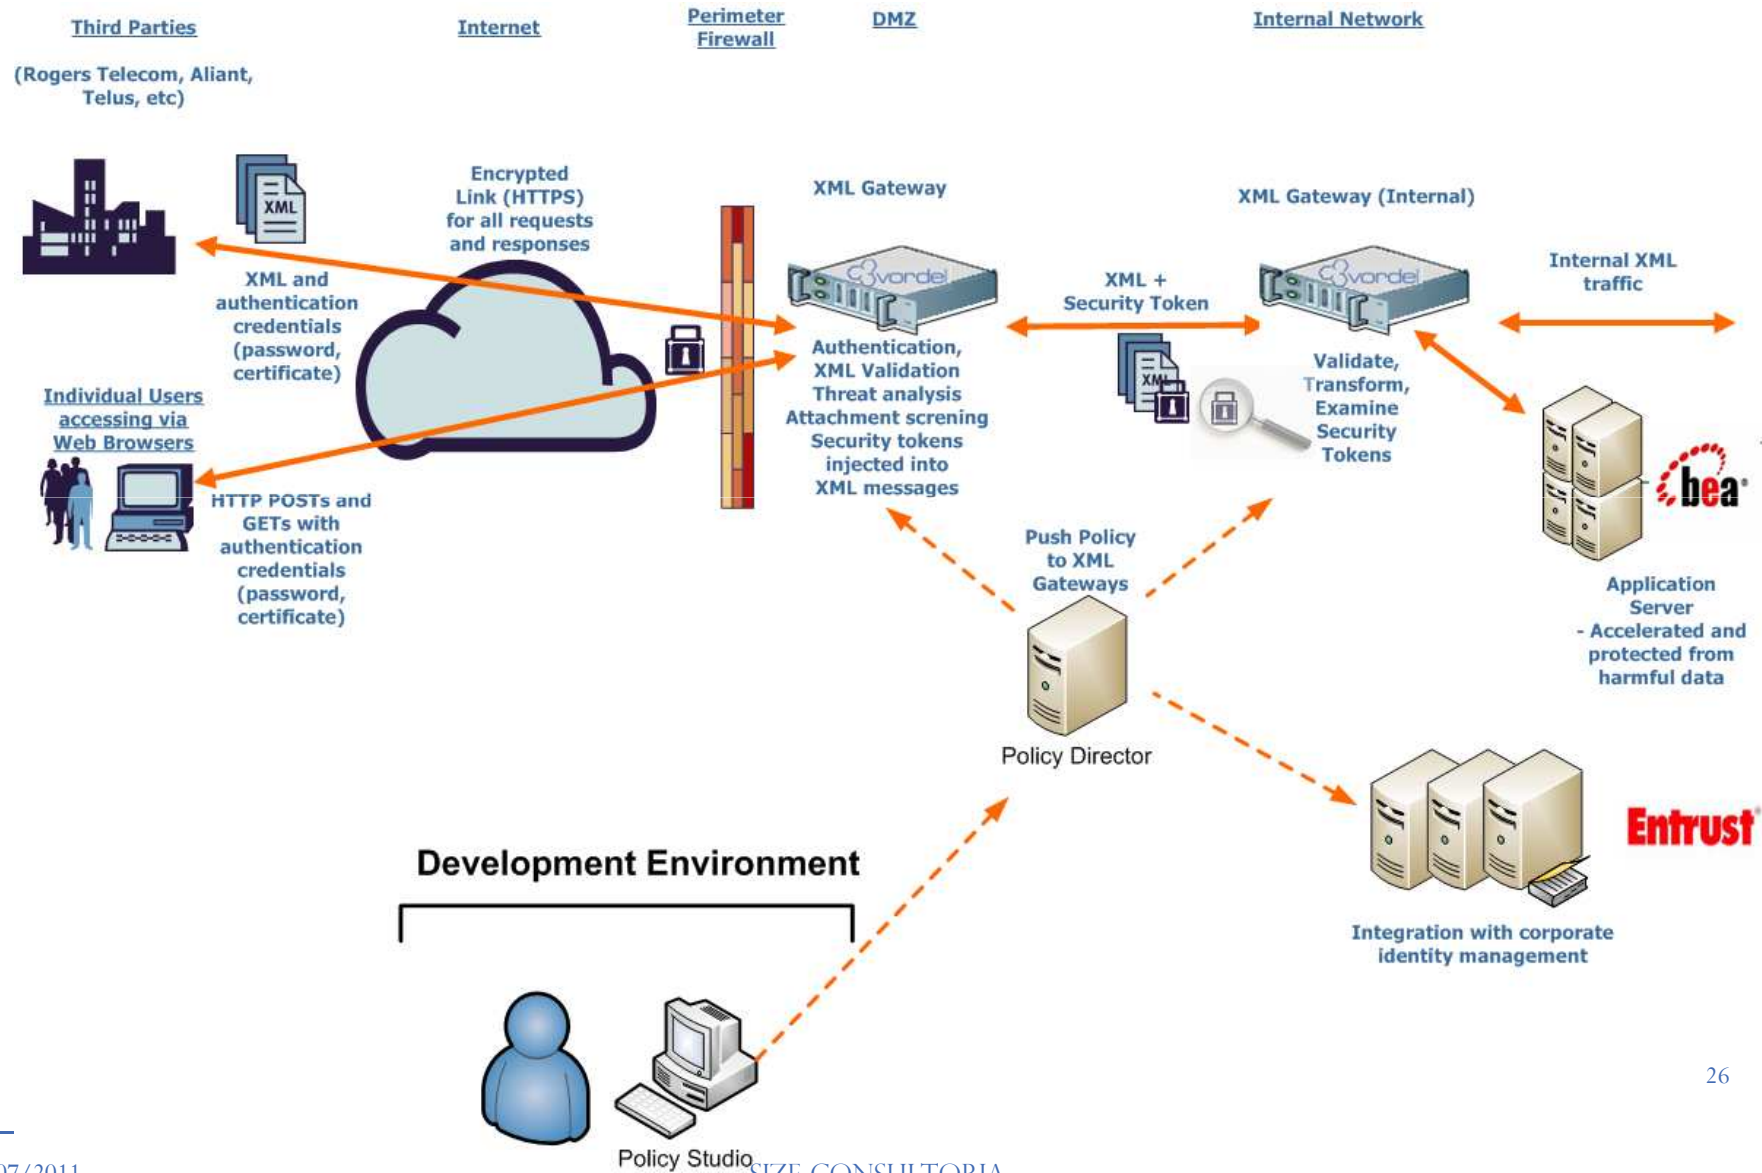 Third Parties
Internet
Perimeter
Firewall
DMZ
Internal Network
(Rogers Telecom, Aliant,
Telus, etc)
XML
XML and
authentication
credentials
(password,
certificate)
Encrypted
Link (HTTPS)
for all requests
and responses
XML Gateway
vordel
Authentication,
XML Validation
Threat analysis
Attachment screning
Security tokens
injected into
XML messages
XML +
Security Token
XML
XML Gateway (Internal)
vordel
Validate,
Transform,
Examine
Security
Tokens
Internal XML
traffic
Individual Users
accessing via
Web Browsers
HTTP POSTs and
GETs with
authentication
credentials
(password,
certificate)
bea
Application
Server
- Accelerated and
protected from
harmful data
Push Policy
to XML
Gateways
Policy Director
Entrust®
Integration with corporate
identity management
Development Environment
Policy Studio
26
07/2011
SIZE CONSULTORIA